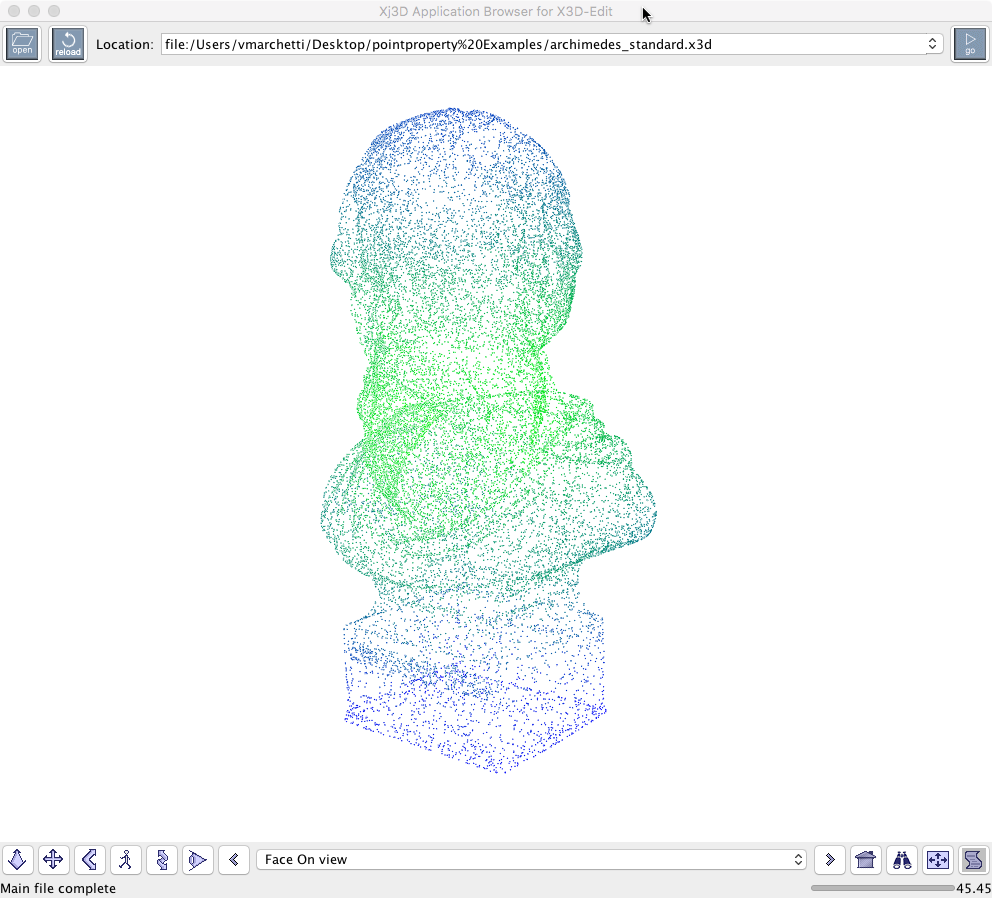 Xj3D Application Browser for X3D-Edit
open
reload
Location: file:/Users/vmarchetti/Desktop/pointproperty%20Examples/archimedes_standard.x3d
go
Face On view
Main file complete
45.45